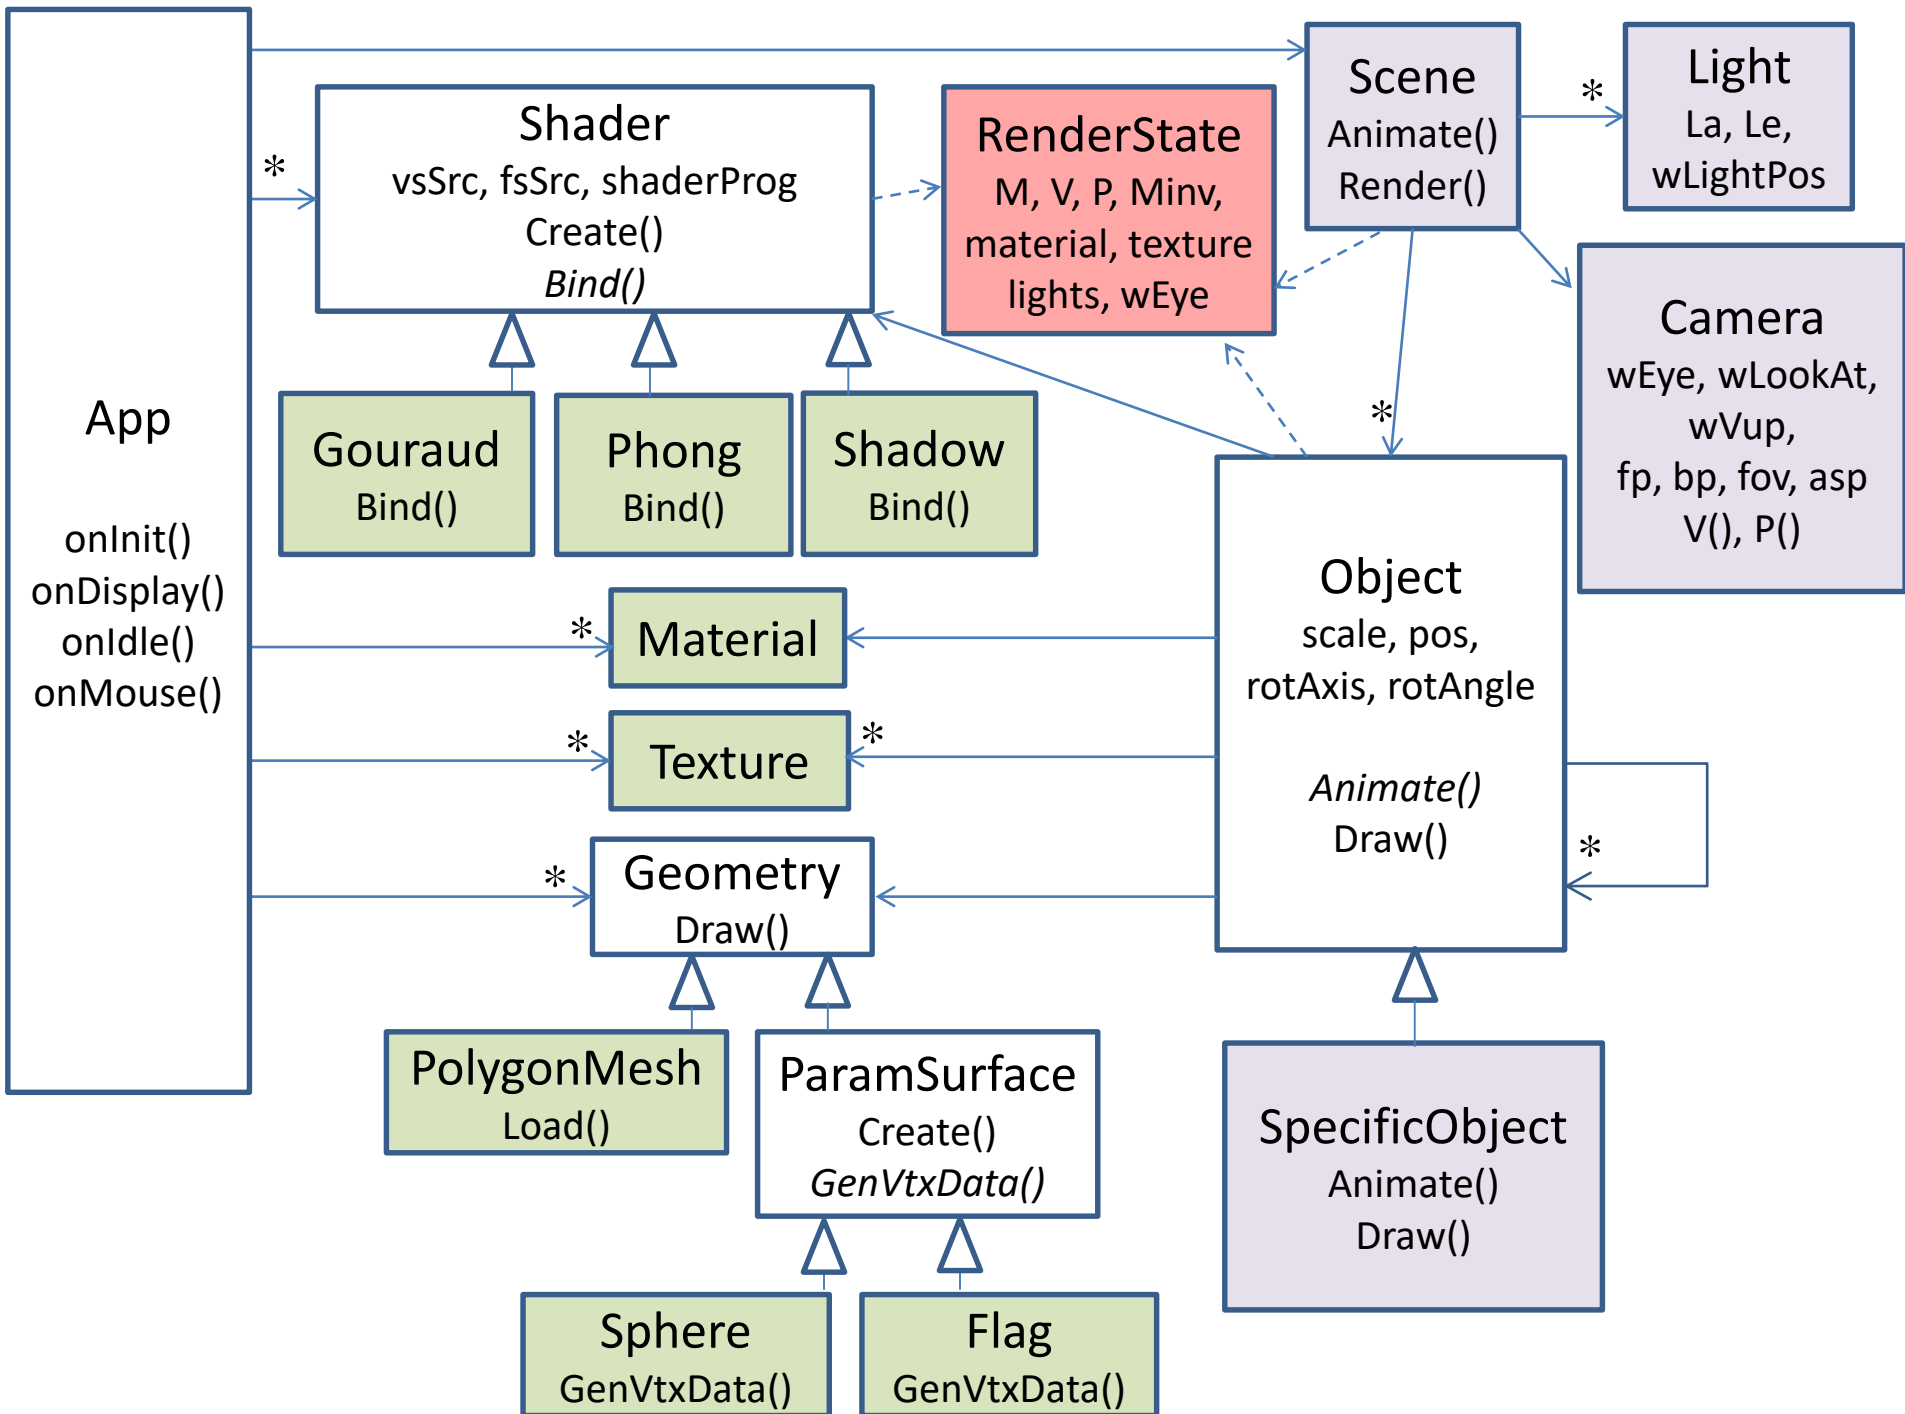 App
onInit()
onDisplay()
onIdle()
onMouse()
*
Shader
vsSrc, fsSrc, shaderProg
Create()
Bind()
RenderState
M, V, P, Minv,
material, texture
lights, wEye
Scene
Animate()
Render()
*
Light
La, Le,
wLightPos
Camera
wEye, wLookAt,
wVup,
fp, bp, fov, asp
V(), P()
Gouraud
Bind()
Phong
Bind()
Shadow
Bind()
*
Object
scale, pos,
rotAxis, rotAngle
Animate()
Draw()
*
*
Material
*
Texture
*
*
Geometry
Draw()
PolygonMesh
Load()
ParamSurface
Create()
GenVtxData()
SpecificObject
Animate()
Draw()
Sphere
GenVtxData()
Flag
GenVtxData()